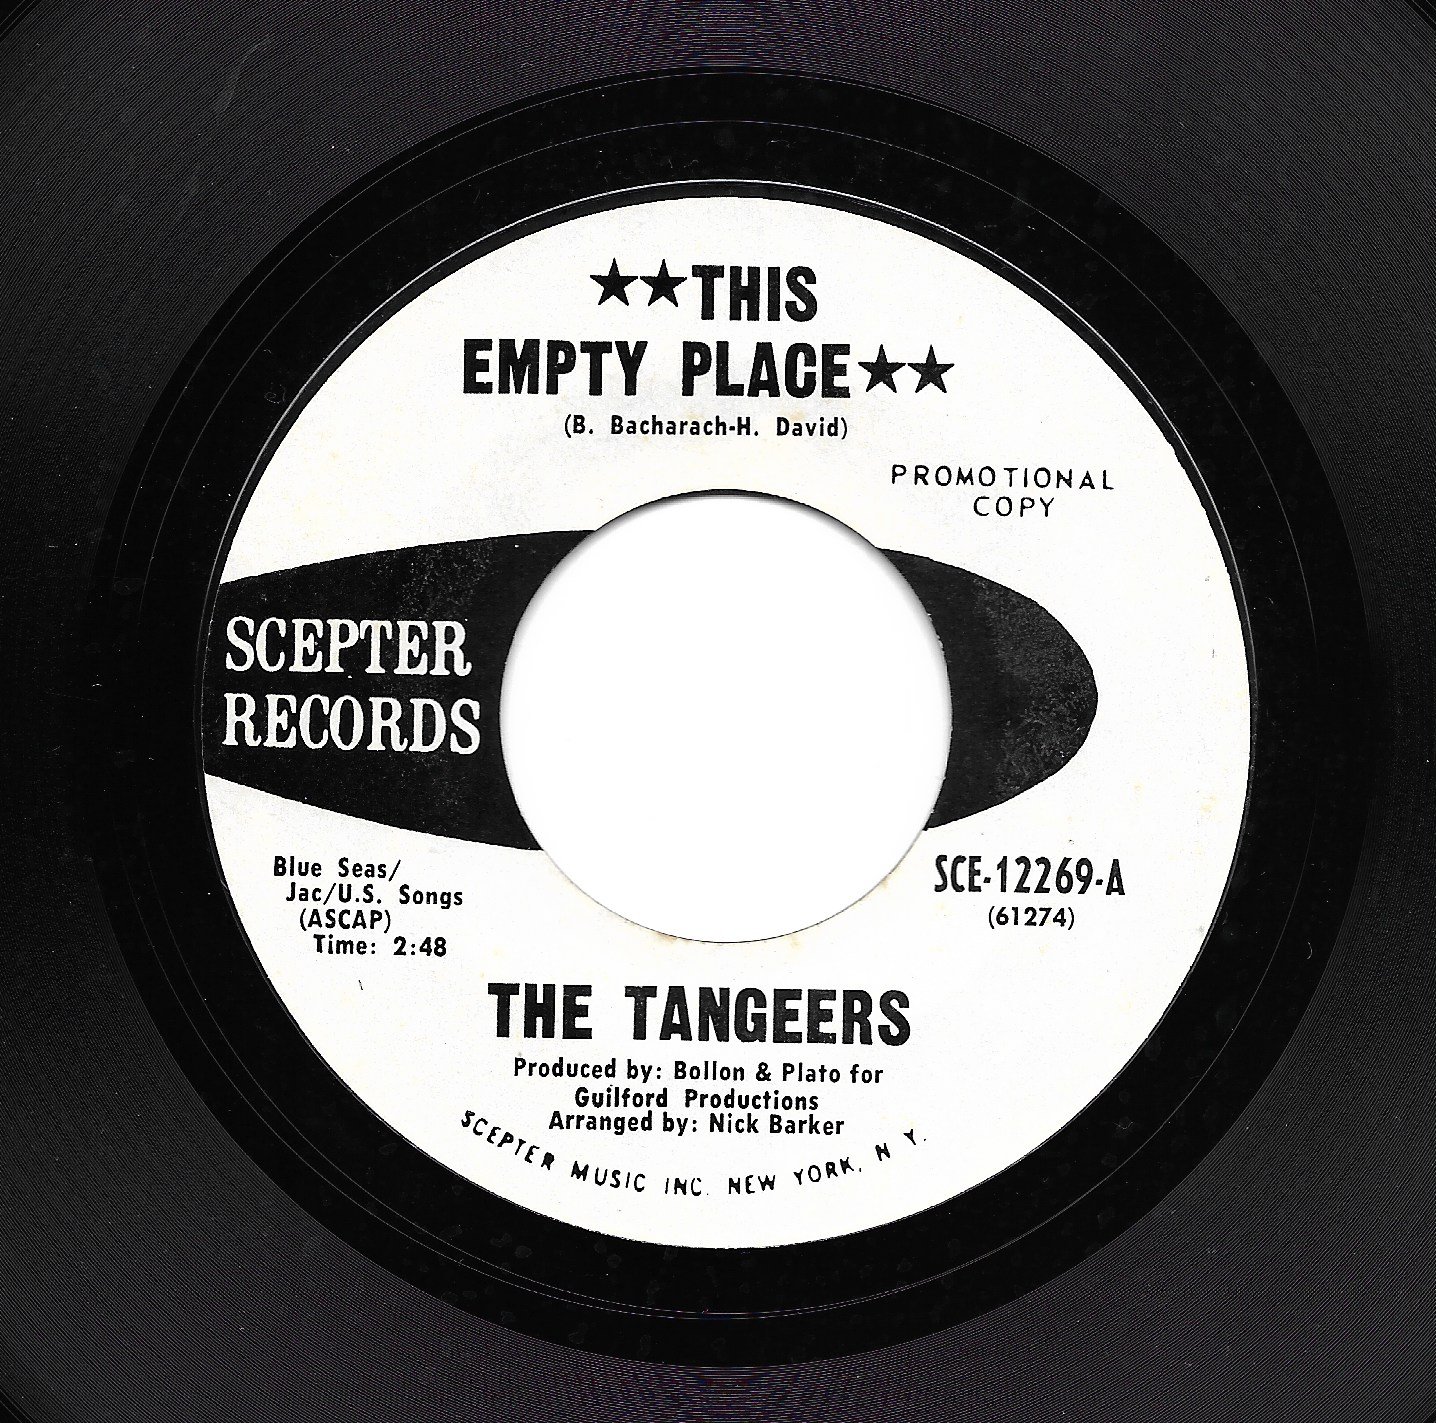 ★★THIS
EMPTY PLACE★★
(B. Bacharach-H. David)
PROMOTIONAL
COPY
SCEPTER
RECORDS
Blue Seas/
Jac/U.S. Songs
(ASCAP)
Time: 2:48
SCE-12269-A
(61274)
THE TANGEERS
Produced by: Bollon & Plato for
Guilford Productions
Arranged by: Nick Barker
SCEPTER MUSIC INC. NEW YORK, N Y.